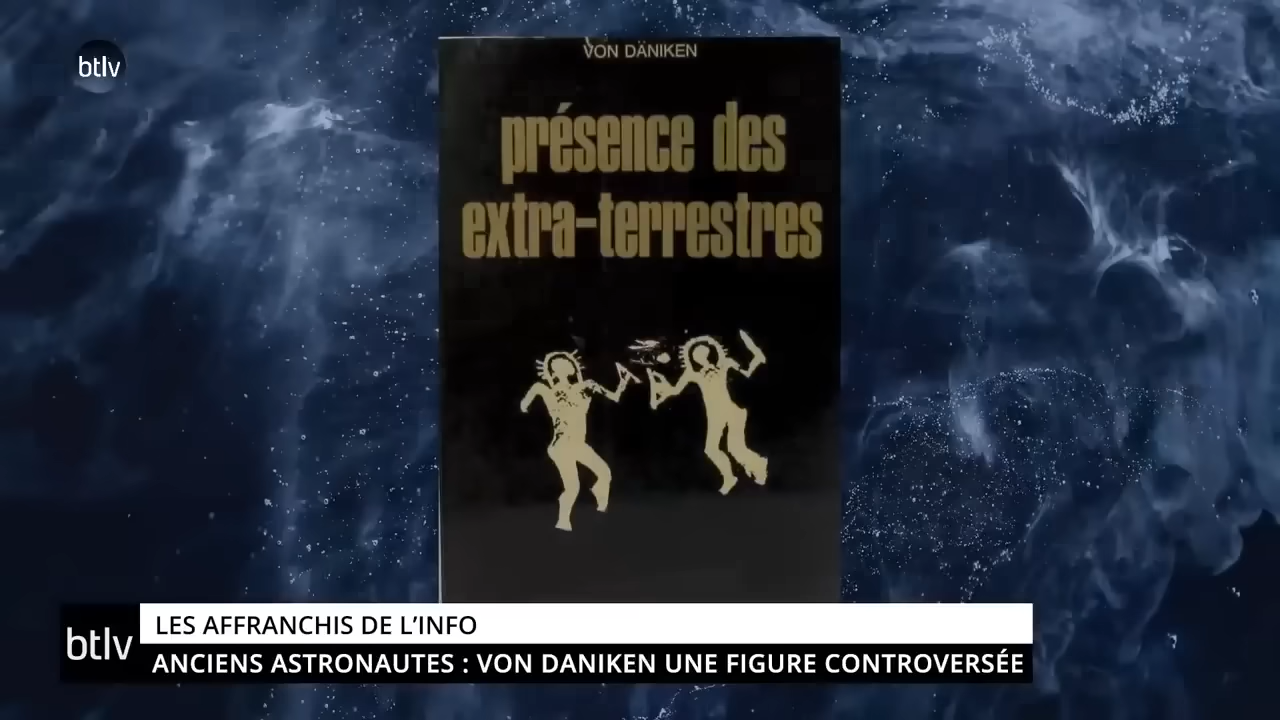 btlv
VON DÄNIKEN
présence des
extra-terrestres
btlv
LES AFFRANCHIS DE L’INFO
ANCIENS ASTRONAUTES : VON DANIKEN UNE FIGURE CONTROVERSÉE